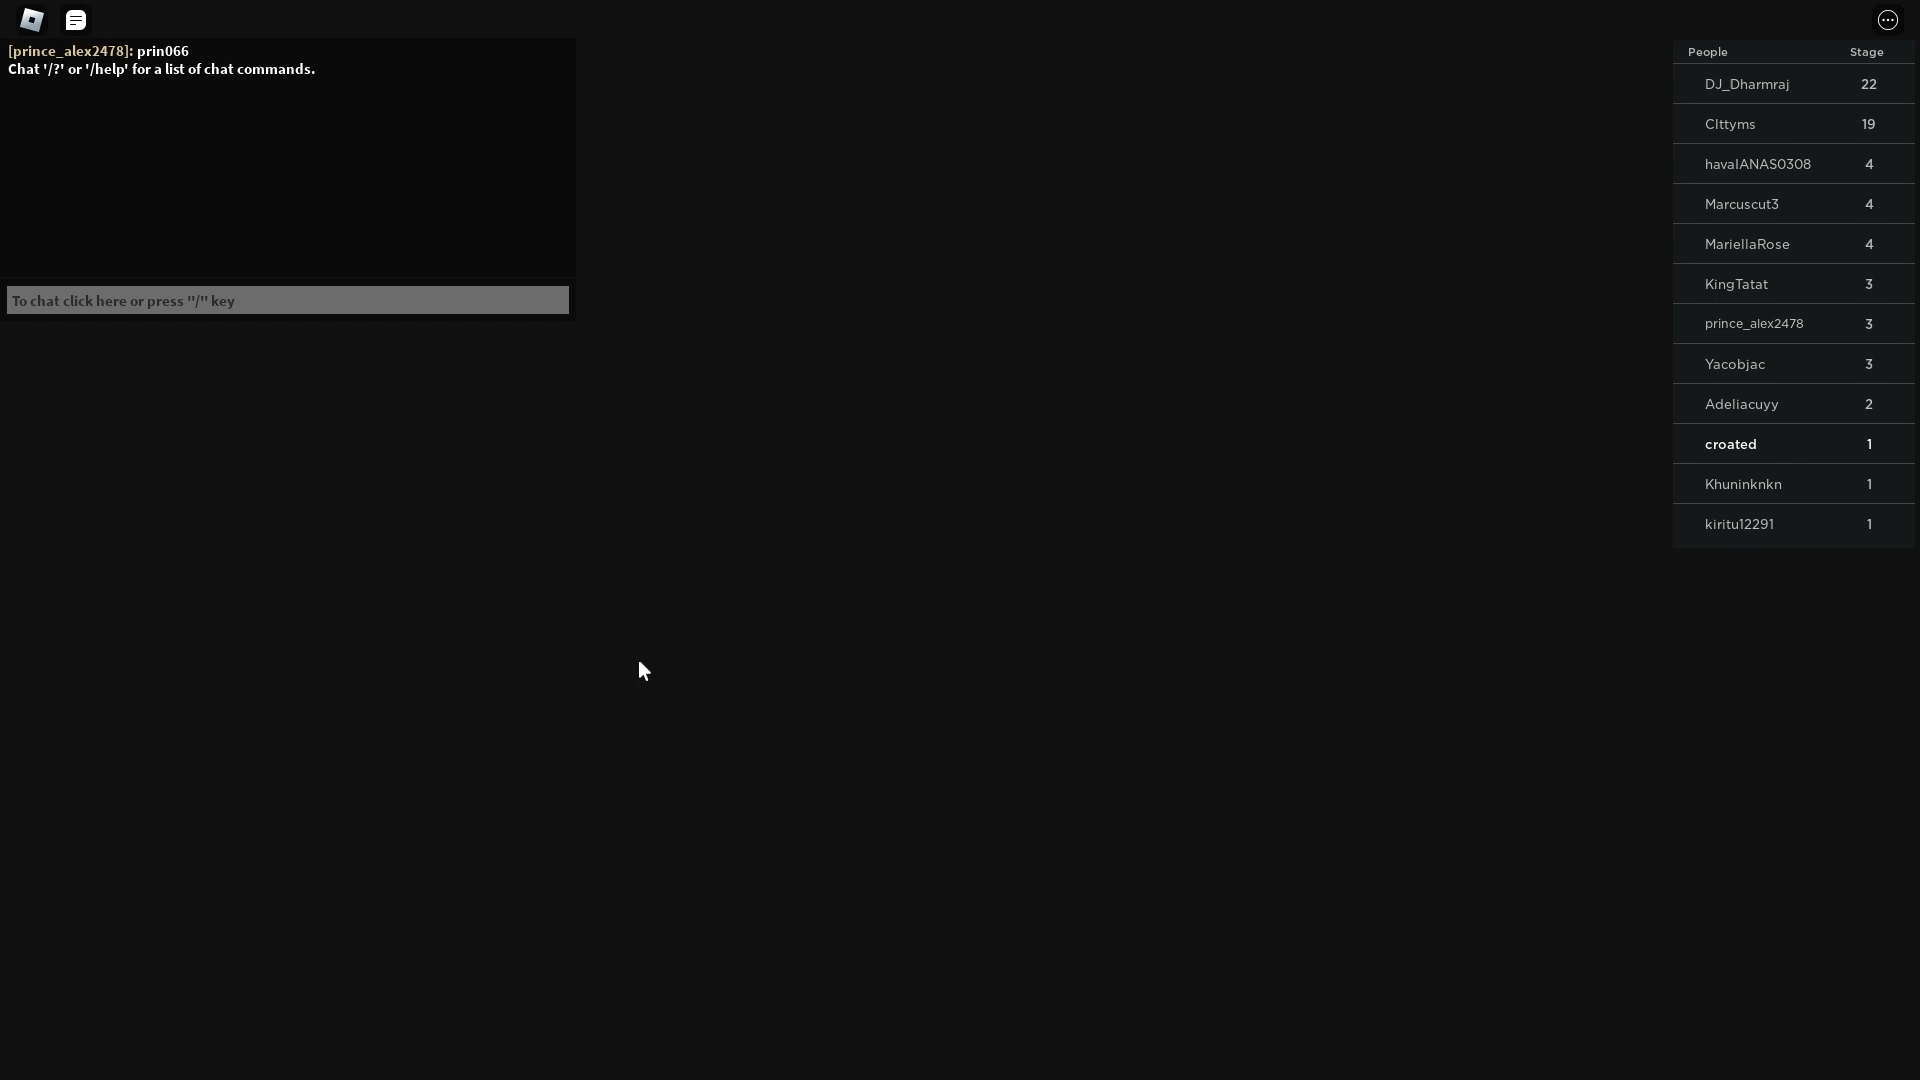 [prince_alex2478]: prin066
Chat '/?' or '/help' for a list of chat commands.
To chat click here or press "/" key
People Stage
DJ_Dharmraj 22
Clttyms 19
havaIANAS0308 4
Marcuscut3 4
MariellaRose 4
KingTatat 3
prince_alex2478 3
Yacobjac 3
Adeliacuyy 2
croated 1
Khuninknkn 1
kiritu12291 1